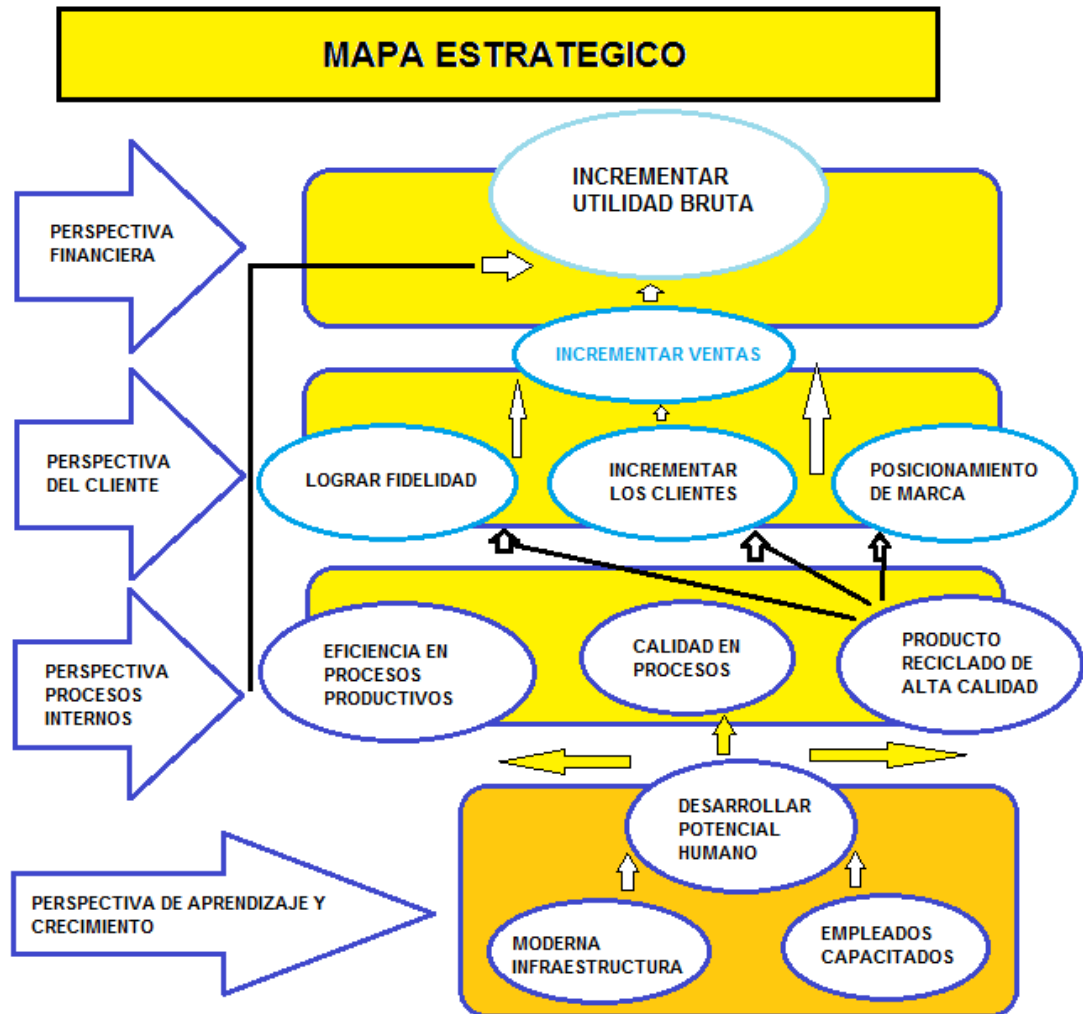 MAPA ESTRATEGICO
PERSPECTIVA
FINANCIERA
INCREMENTAR
UTILIDAD BRUTA
INCREMENTAR VENTAS
PERSPECTIVA
DEL CLIENTE
LOGRAR FIDELIDAD
INCREMENTAR
LOS CLIENTES
POSICIONAMIENTO
DE MARCA
PERSPECTIVA
PROCESOS
INTERNOS
EFICIENCIA EN
PROCESOS
PRODUCTIVOS
CALIDAD EN
PROCESOS
PRODUCTO
RECICLADO DE
ALTA CALIDAD
DESARROLLAR
POTENCIAL
HUMANO
PERSPECTIVA DE APRENDIZAJE Y
CRECIMIENTO
MODERNA
INFRAESTRUCTURA
EMPLEADOS
CAPACITADOS